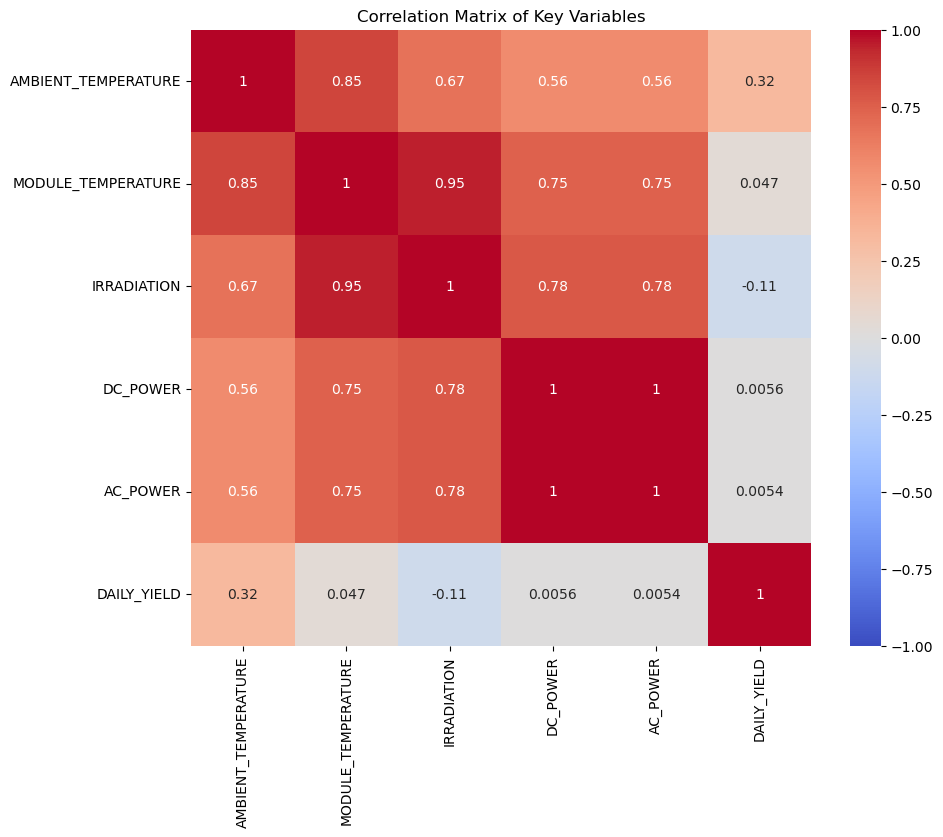 Correlation Matrix of Key Variables
AMBIENT_TEMPERATURE 1 0.85 0.67 0.56 0.56 0.32
MODULE_TEMPERATURE 0.85 1 0.95 0.75 0.75 0.047
IRRADIATION 0.67 0.95 1 0.78 0.78 -0.11
DC_POWER 0.56 0.75 0.78 1 1 0.0056
AC_POWER 0.56 0.75 0.78 1 1 0.0054
DAILY_YIELD 0.32 0.047 -0.11 0.0056 0.0054 1
AMBIENT_TEMPERATURE
MODULE_TEMPERATURE
IRRADIATION
DC_POWER
AC_POWER
DAILY_YIELD
1.00
0.75
0.50
0.25
0.00
−0.25
−0.50
−0.75
−1.00